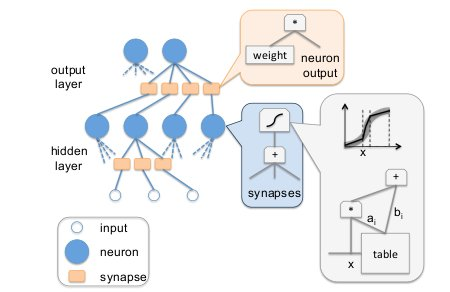 output
layer
*
weight
neuron
output
hidden
layer
+
synapses
x
+
*
aᵢ
bᵢ
x
table
input
neuron
synapse